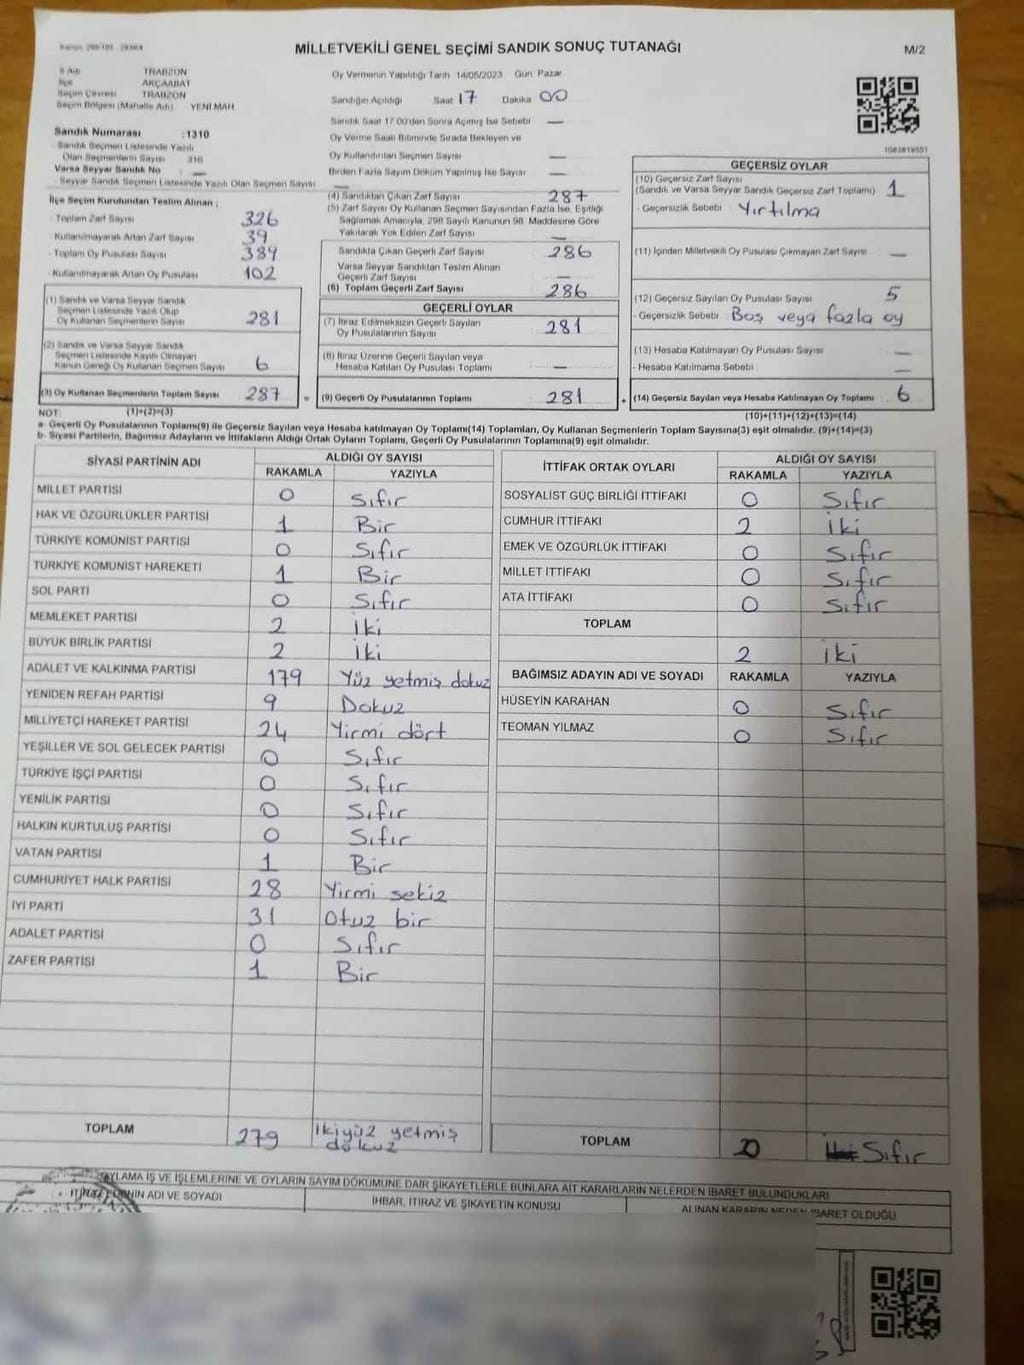 MİLLETVEKİLİ GENEL SEÇİMİ SANDIK SONUÇ TUTANAĞI
M/2
İl Adı TRABZON
İlçe AKÇAABAT
Seçim Çevresi TRABZON
Seçim Bölgesi (Mahalle Adı) YENİ MAH
Oy Vermenin Yapıldığı Tarih 14/05/2023 Gün Pazar
Sandığın Açıldığı Saat 17 Dakika 00
Sandık Saat 17.00'den Sonra Açılmış İse Sebebi —
Oy Verme Saati Bitiminde Sırada Bekleyen ve
Oy Kullandırılan Seçmen Sayısı —
Birden Fazla Sayım Döküm Yapılmış İse Sayısı —
Sandık Numarası :1310
Sandık Seçmen Listesinde Yazılı
Olan Seçmenlerin Sayısı 316
Varsa Seyyar Sandık No —
Seyyar Sandık Seçmen Listesinde Yazılı Olan Seçmen Sayısı —
İlçe Seçim Kurulundan Teslim Alınan ;
- Toplam Zarf Sayısı 326
- Kullanılmayarak Artan Zarf Sayısı 39
- Toplam Oy Pusulası Sayısı 389
- Kullanılmayarak Artan Oy Pusulası 102
(1) Sandık ve Varsa Seyyar Sandık
Seçmen Listesinde Yazılı Olup
Oy Kullanan Seçmenlerin Sayısı 281
(2) Sandık ve Varsa Seyyar Sandık
Seçmen Listesinde Kayıtlı Olmayan
Kanun Gereği Oy Kullanan Seçmen Sayısı 6
(3) Oy Kullanan Seçmenlerin Toplam Sayısı 287
(1)+(2)=(3)
(4) Sandıktan Çıkan Zarf Sayısı 287
(5) Zarf Sayısı Oy Kullanan Seçmen Sayısından Fazla İse, Eşitliği
Sağlamak Amacıyla, 298 Sayılı Kanunun 98. Maddesine Göre
Yakılarak Yok Edilen Zarf Sayısı —
Sandıkta Çıkan Geçerli Zarf Sayısı 286
Varsa Seyyar Sandıktan Teslim Alınan
Geçerli Zarf Sayısı —
(6) Toplam Geçerli Zarf Sayısı 286
GEÇERLİ OYLAR
(7) İtiraz Edilmeksizin Geçerli Sayılan
Oy Pusulalarının Sayısı 281
(8) İtiraz Üzerine Geçerli Sayılan veya
Hesaba Katılan Oy Pusulası Toplamı —
= (9) Geçerli Oy Pusulalarının Toplamı 281 +
1583819551
GEÇERSİZ OYLAR
(10) Geçersiz Zarf Sayısı
(Sandık ve Varsa Seyyar Sandık Geçersiz Zarf Toplamı) 1
- Geçersizlik Sebebi Yırtılma
(11) İçinden Milletvekili Oy Pusulası Çıkmayan Zarf Sayısı —
(12) Geçersiz Sayılan Oy Pusulası Sayısı 5
- Geçersizlik Sebebi Boş veya fazla oy
(13) Hesaba Katılmayan Oy Pusulası Sayısı —
- Hesaba Katılmama Sebebi —
(14) Geçersiz Sayılan veya Hesaba Katılmayan Oy Toplamı 6
(10)+(11)+(12)+(13)=(14)
NOT:
a- Geçerli Oy Pusulalarının Toplamı(9) ile Geçersiz Sayılan veya Hesaba katılmayan Oy Toplamı(14) Toplamları, Oy Kullanan Seçmenlerin Toplam Sayısına(3) eşit olmalıdır. (9)+(14)=(3)
b- Siyasi Partilerin, Bağımsız Adayların ve İttifakların Aldığı Ortak Oyların Toplamı, Geçerli Oy Pusulalarının Toplamına(9) eşit olmalıdır.
SİYASİ PARTİNİN ADI ALDIĞI OY SAYISI
RAKAMLA YAZIYLA
MİLLET PARTİSİ 0 Sıfır
HAK VE ÖZGÜRLÜKLER PARTİSİ 1 Bir
TÜRKİYE KOMÜNİST PARTİSİ 0 Sıfır
TÜRKİYE KOMÜNİST HAREKETİ 1 Bir
SOL PARTİ 0 Sıfır
MEMLEKET PARTİSİ 2 İki
BÜYÜK BİRLİK PARTİSİ 2 İki
ADALET VE KALKINMA PARTİSİ 179 Yüz yetmiş dokuz
YENİDEN REFAH PARTİSİ 9 Dokuz
MİLLİYETÇİ HAREKET PARTİSİ 24 Yirmi dört
YEŞİLLER VE SOL GELECEK PARTİSİ 0 Sıfır
TÜRKİYE İŞÇİ PARTİSİ 0 Sıfır
YENİLİK PARTİSİ 0 Sıfır
HALKIN KURTULUŞ PARTİSİ 0 Sıfır
VATAN PARTİSİ 1 Bir
CUMHURİYET HALK PARTİSİ 28 Yirmi sekiz
İYİ PARTİ 31 Otuz bir
ADALET PARTİSİ 0 Sıfır
ZAFER PARTİSİ 1 Bir
TOPLAM 279 İkiyüz yetmiş dokuz
İTTİFAK ORTAK OYLARI ALDIĞI OY SAYISI
RAKAMLA YAZIYLA
SOSYALİST GÜÇ BİRLİĞİ İTTİFAKI 0 Sıfır
CUMHUR İTTİFAKI 2 İki
EMEK VE ÖZGÜRLÜK İTTİFAKI 0 Sıfır
MİLLET İTTİFAKI 0 Sıfır
ATA İTTİFAKI 0 Sıfır
TOPLAM 2 İki
BAĞIMSIZ ADAYIN ADI VE SOYADI RAKAMLA YAZIYLA
HÜSEYİN KARAHAN 0 Sıfır
TEOMAN YILMAZ 0 Sıfır
TOPLAM 0 Sıfır
OYLAMA İŞ VE İŞLEMLERİNE VE OYLARIN SAYIM DÖKÜMÜNE DAİR ŞİKAYETLERLE BUNLARA AİT KARARLARIN NELERDEN İBARET BULUNDUKLARI
ADI VE SOYADI
İHBAR, İTİRAZ VE ŞİKAYETİN KONUSU
ALINAN KARARIN NEDEN İBARET OLDUĞU